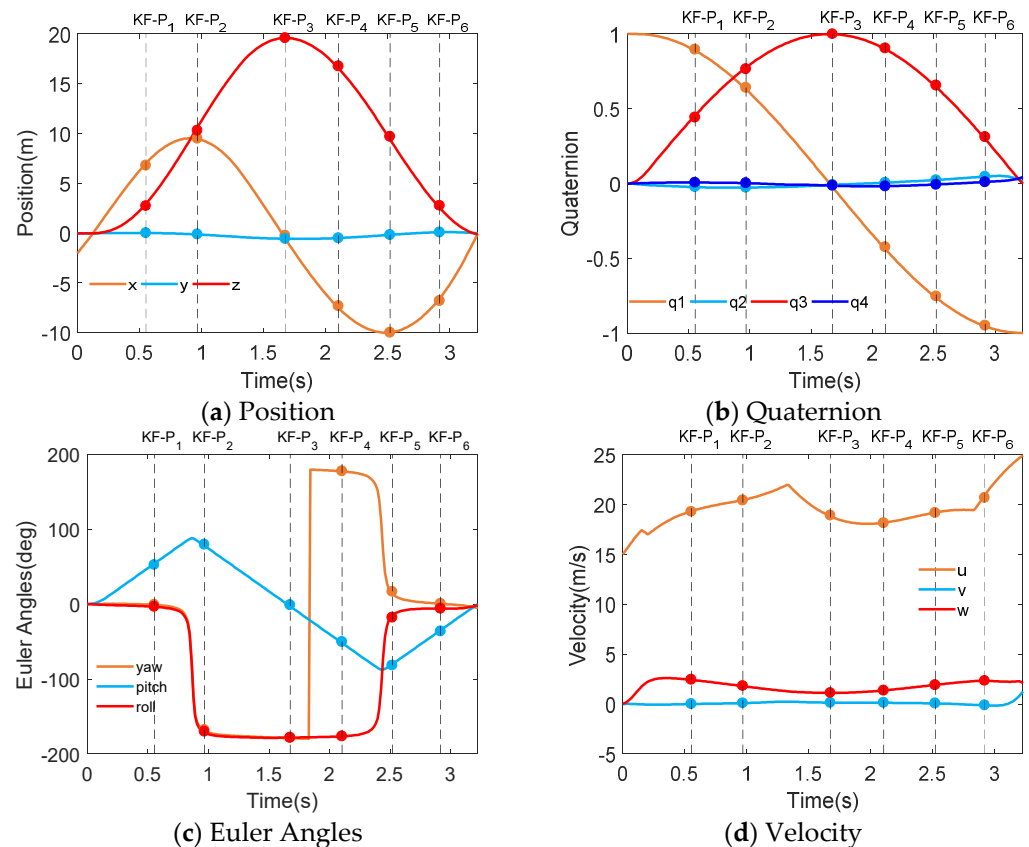 KF-P1 KF-P2 KF-P3 KF-P4 KF-P5 KF-P6
20
15
10
5
0
-5
-10
Position(m)
x y z
0 0.5 1 1.5 2 2.5 3
Time(s)
(a) Position
KF-P1 KF-P2 KF-P3 KF-P4 KF-P5 KF-P6
1
0.5
0
-0.5
-1
Quaternion
q1 q2 q3 q4
0 0.5 1 1.5 2 2.5 3
Time(s)
(b) Quaternion
KF-P1 KF-P2 KF-P3 KF-P4 KF-P5 KF-P6
200
100
0
-100
-200
Euler Angles(deg)
yaw
pitch
roll
0 0.5 1 1.5 2 2.5 3
Time(s)
(c) Euler Angles
KF-P1 KF-P2 KF-P3 KF-P4 KF-P5 KF-P6
25
20
15
10
5
0
-5
Velocity(m/s)
u
v
w
0 0.5 1 1.5 2 2.5 3
Time(s)
(d) Velocity